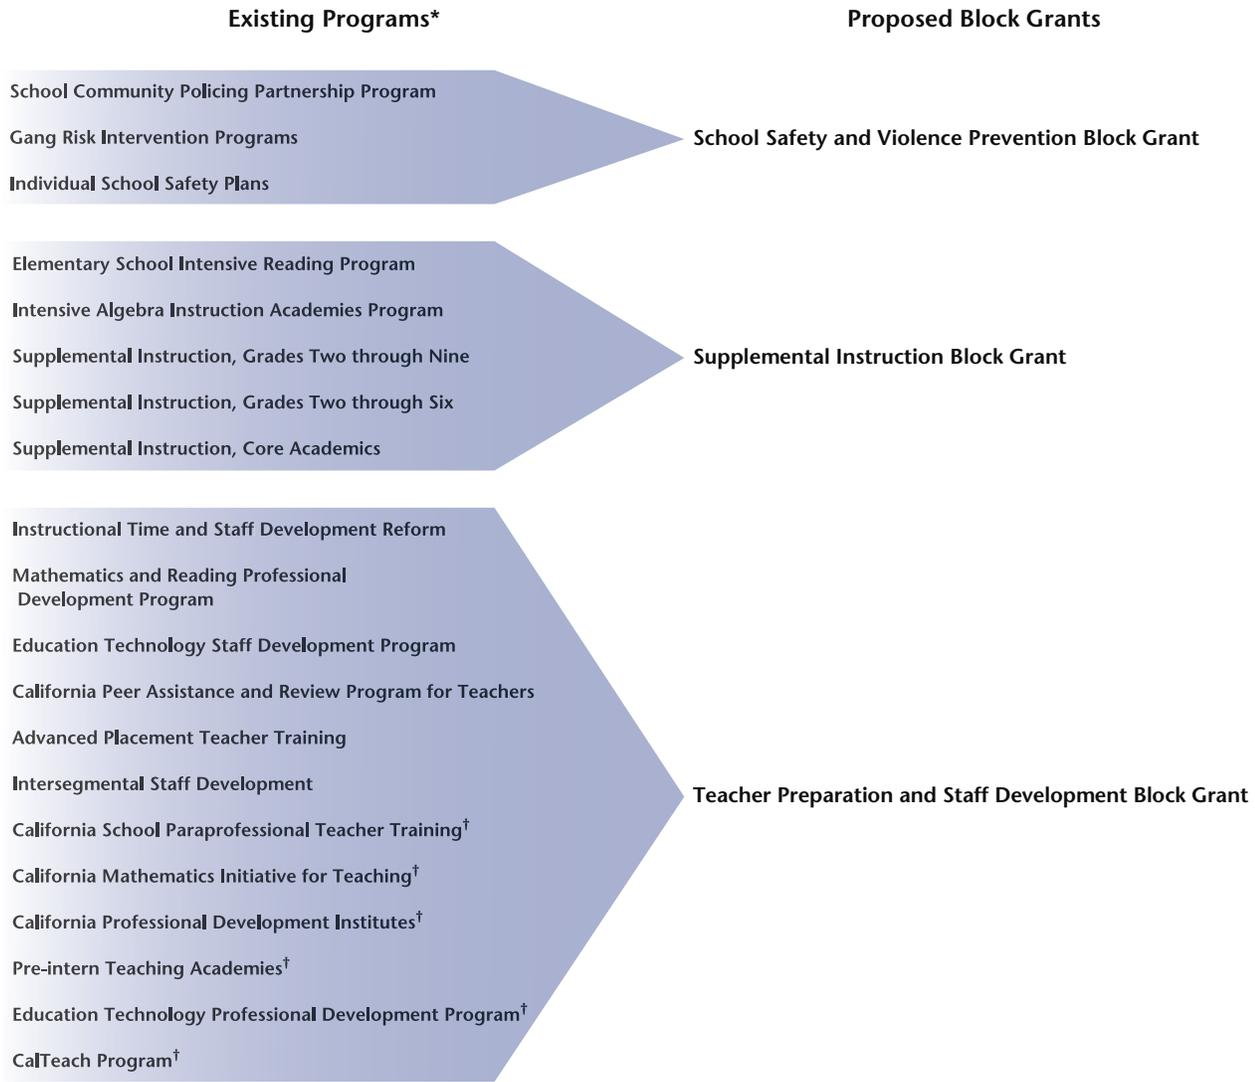 Existing Programs*
Proposed Block Grants
School Community Policing Partnership Program
Gang Risk Intervention Programs
Individual School Safety Plans
School Safety and Violence Prevention Block Grant
Elementary School Intensive Reading Program
Intensive Algebra Instruction Academies Program
Supplemental Instruction, Grades Two through Nine
Supplemental Instruction, Grades Two through Six
Supplemental Instruction, Core Academics
Supplemental Instruction Block Grant
Instructional Time and Staff Development Reform
Mathematics and Reading Professional
Development Program
Education Technology Staff Development Program
California Peer Assistance and Review Program for Teachers
Advanced Placement Teacher Training
Intersegmental Staff Development
California School Paraprofessional Teacher Training†
California Mathematics Initiative for Teaching†
California Professional Development Institutes†
Pre-intern Teaching Academies†
Education Technology Professional Development Program†
CalTeach Program†
Teacher Preparation and Staff Development Block Grant